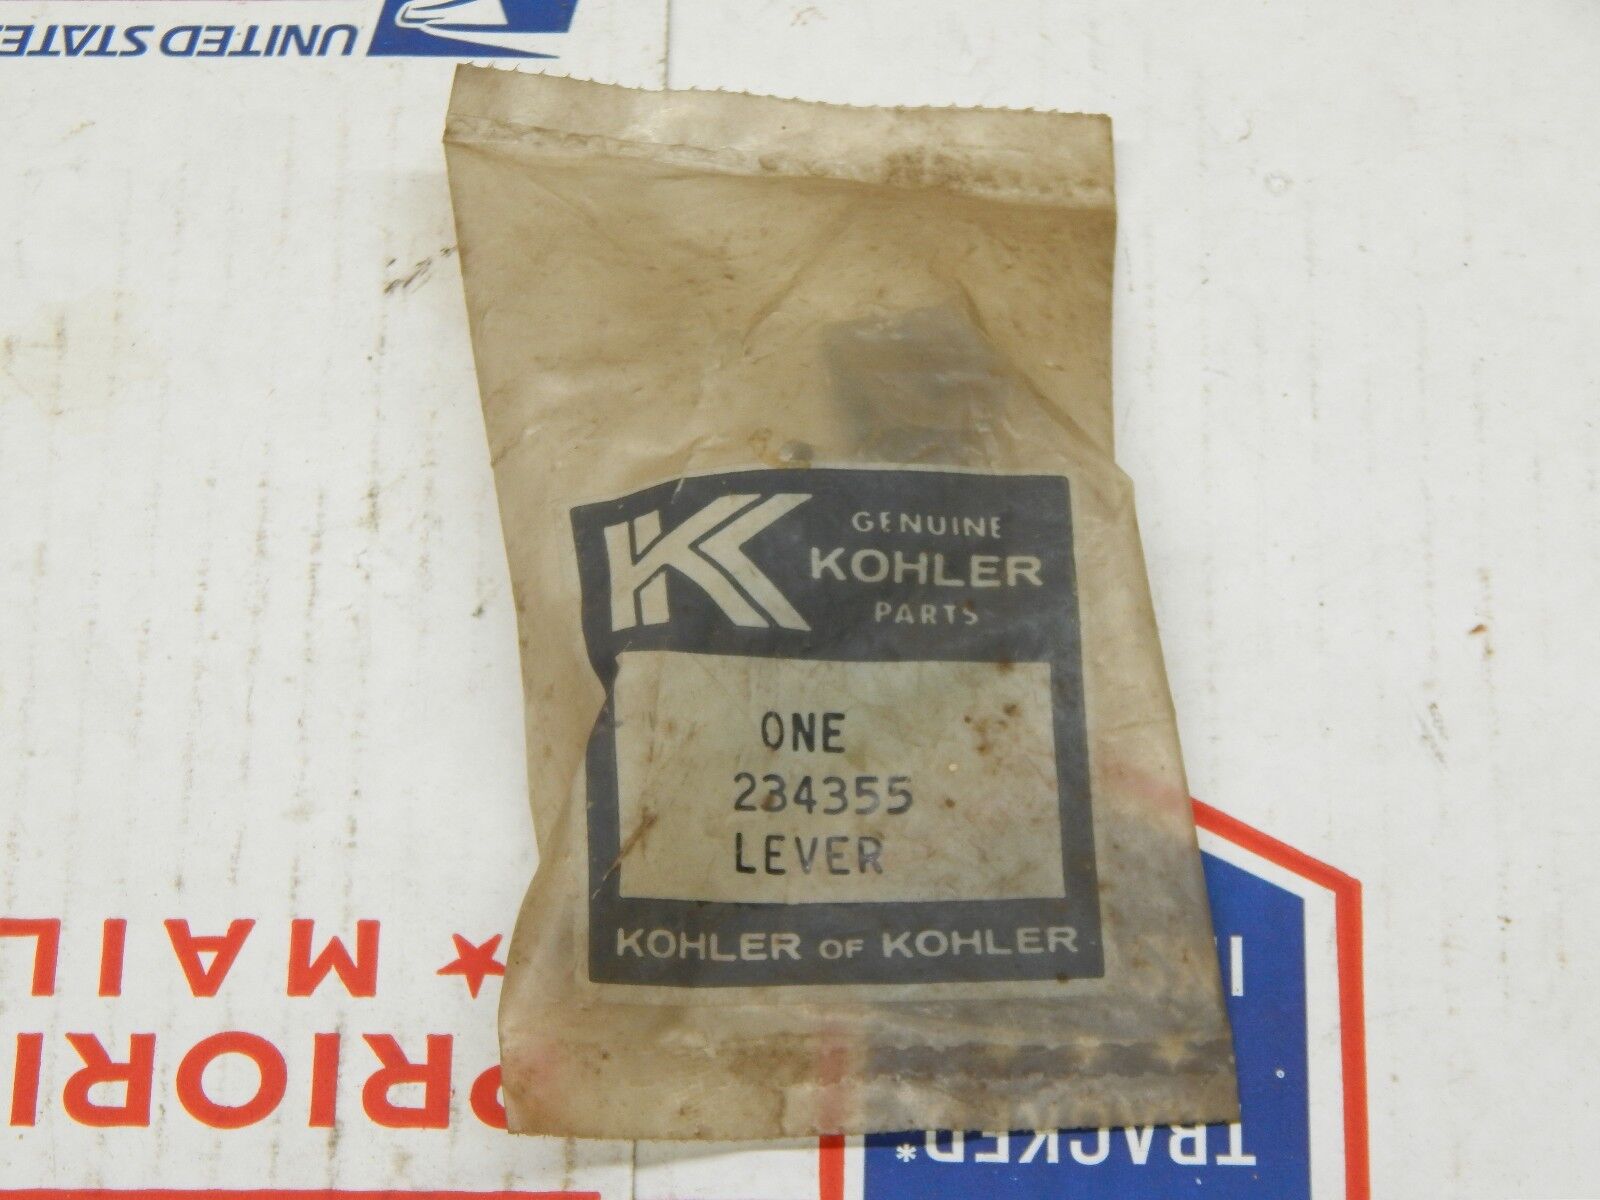 UNITED STATES
GENUINE
KOHLER
PARTS
ONE
234355
LEVER
KOHLER OF KOHLER
MAIL
PRIORI
TRACKED*